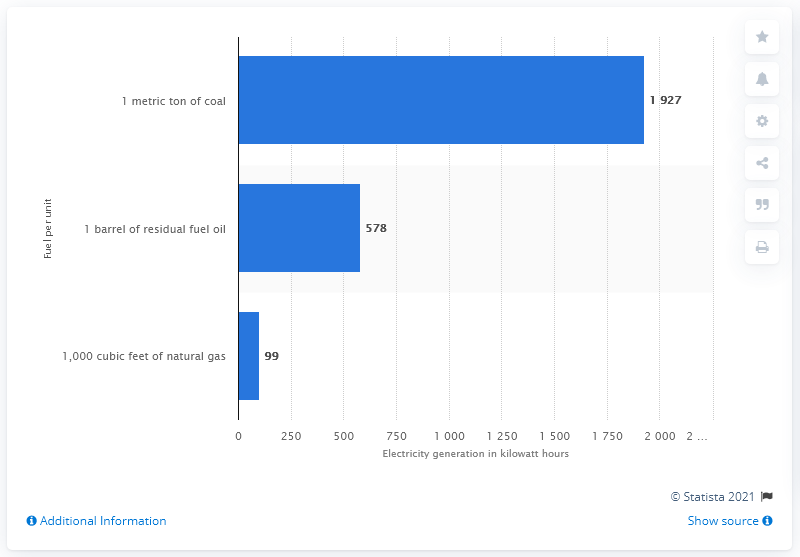 1 metric ton of coal
1 927
1 barrel of residual fuel oil
578
1,000 cubic feet of natural gas
99
Fuel per unit
0 250 500 750 1 000 1 250 1 500 1 750 2 000 2 ...
Electricity generation in kilowatt hours
© Statista 2021
Additional Information
Show source